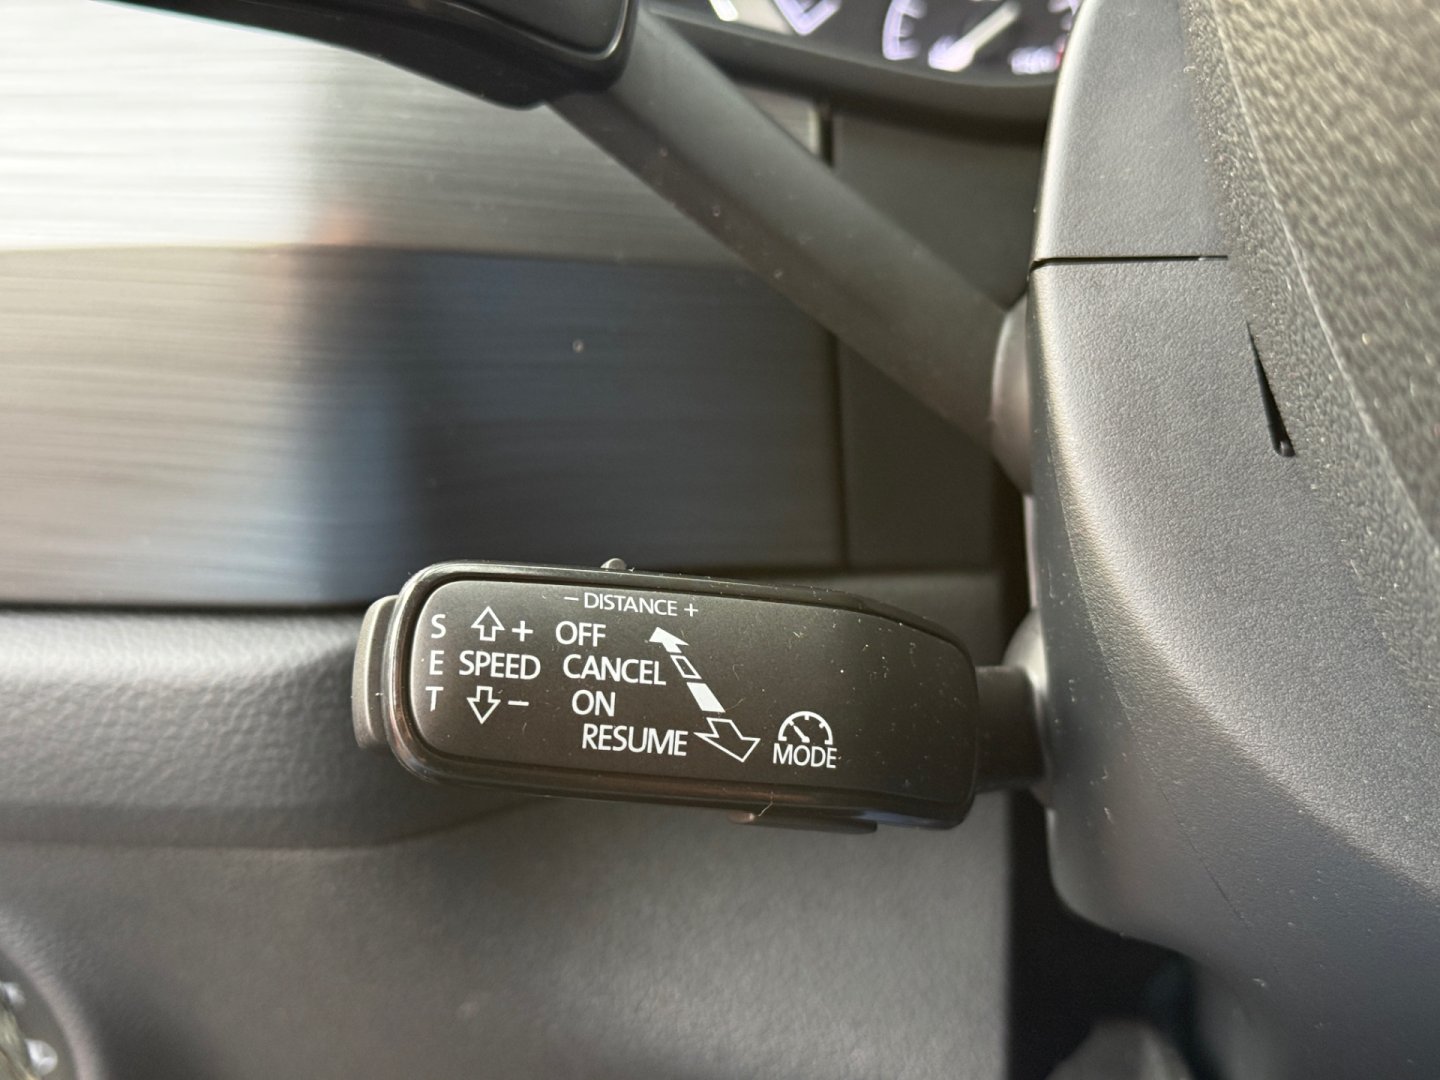 − DISTANCE +
S + OFF
E SPEED CANCEL
T − ON
RESUME
MODE